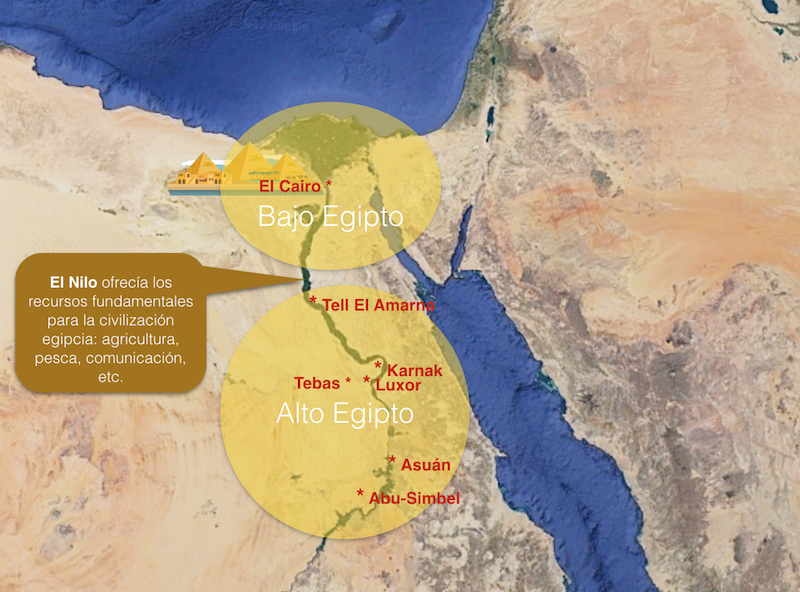 El Cairo *
Bajo Egipto
El Nilo ofrecía los
recursos fundamentales
para la civilización
egipcia: agricultura,
pesca, comunicación,
etc.
* Tell El Amarna
* Karnak
Tebas * * Luxor
Alto Egipto
* Asuán
* Abu-Simbel